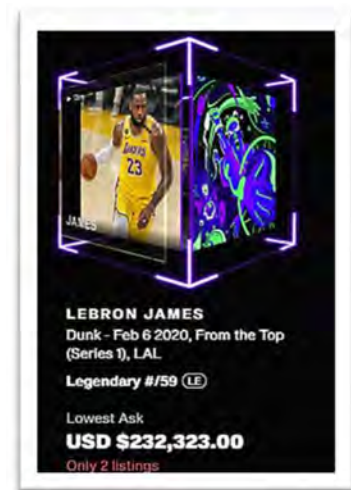 LAKERS
23
JAMES
LEBRON JAMES
Dunk - Feb 6 2020, From the Top
(Series 1), LAL
Legendary #/59 LE
Lowest Ask
USD $232,323.00
Only 2 listings